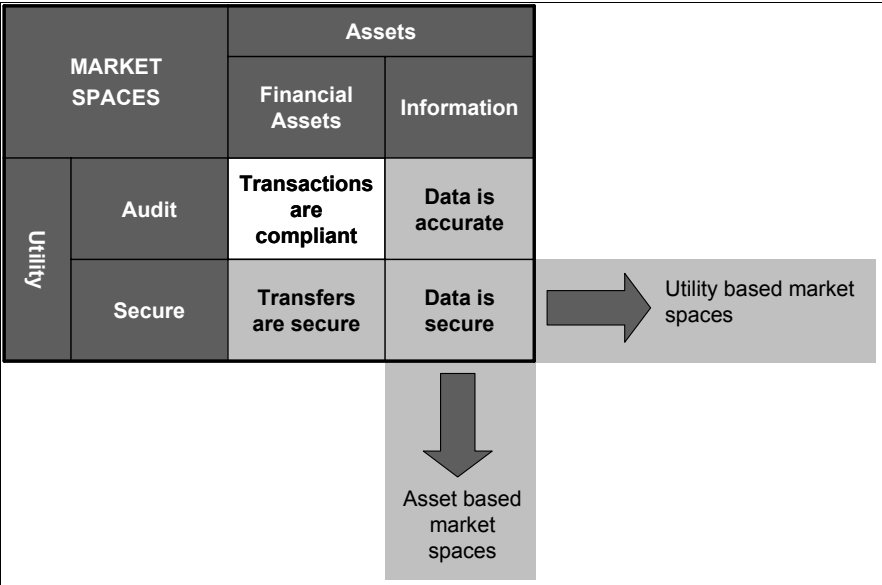 MARKET
SPACES
Assets
Financial
Assets
Information
Utility
Audit
Transactions
are
compliant
Data is
accurate
Secure
Transfers
are secure
Data is
secure
Utility based market
spaces
Asset based
market
spaces